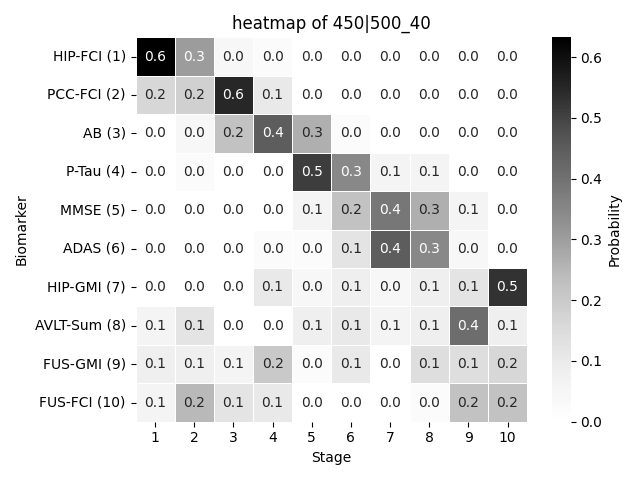 heatmap of 450|500_40
HIP-FCI (1) 0.6 0.3 0.0 0.0 0.0 0.0 0.0 0.0 0.0 0.0
PCC-FCI (2) 0.2 0.2 0.6 0.1 0.0 0.0 0.0 0.0 0.0 0.0
AB (3) 0.0 0.0 0.2 0.4 0.3 0.0 0.0 0.0 0.0 0.0
P-Tau (4) 0.0 0.0 0.0 0.0 0.5 0.3 0.1 0.1 0.0 0.0
MMSE (5) 0.0 0.0 0.0 0.0 0.1 0.2 0.4 0.3 0.1 0.0
ADAS (6) 0.0 0.0 0.0 0.0 0.0 0.1 0.4 0.3 0.0 0.0
HIP-GMI (7) 0.0 0.0 0.0 0.1 0.0 0.1 0.0 0.1 0.1 0.5
AVLT-Sum (8) 0.1 0.1 0.0 0.0 0.1 0.1 0.1 0.1 0.4 0.1
FUS-GMI (9) 0.1 0.1 0.1 0.2 0.0 0.1 0.0 0.1 0.1 0.2
FUS-FCI (10) 0.1 0.2 0.1 0.1 0.0 0.0 0.0 0.0 0.2 0.2
1 2 3 4 5 6 7 8 9 10
Stage
Biomarker
0.6
0.5
0.4
0.3
0.2
0.1
0.0
Probability